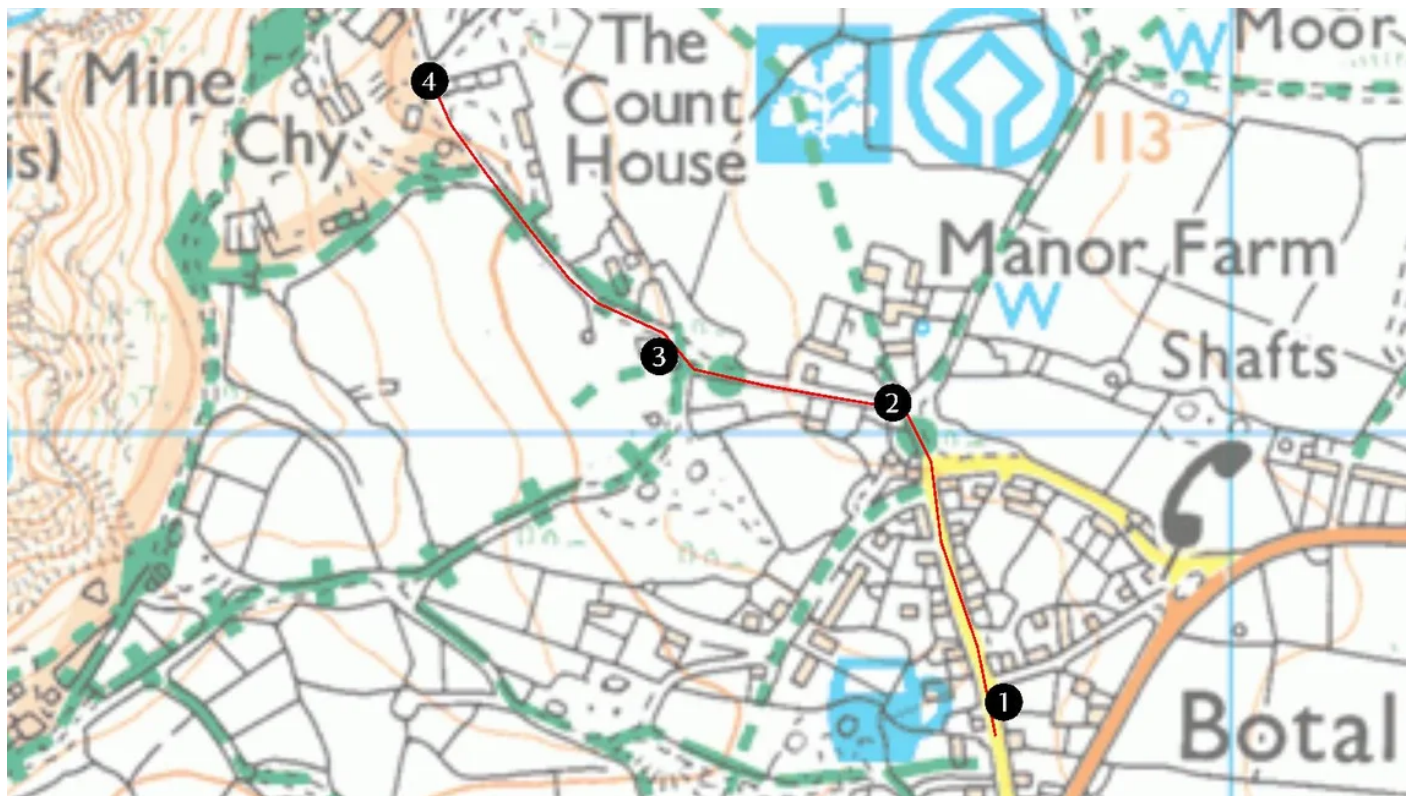 4
The
Count
House
W
Moor
k Mine
Chy
is)
113
Manor Farm
W
Shafts
3
2
1
Botal